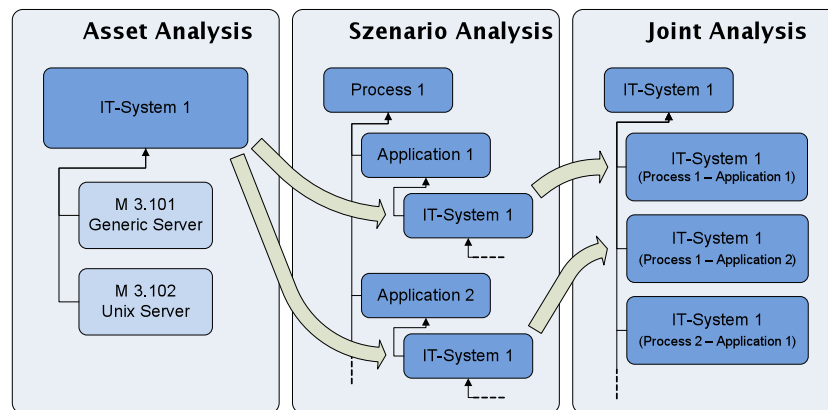 Asset Analysis
IT-System 1
M 3.101
Generic Server
M 3.102
Unix Server
Szenario Analysis
Process 1
Application 1
IT-System 1
Application 2
IT-System 1
Joint Analysis
IT-System 1
IT-System 1
(Process 1 – Application 1)
IT-System 1
(Process 1 – Application 2)
IT-System 1
(Process 2 – Application 1)